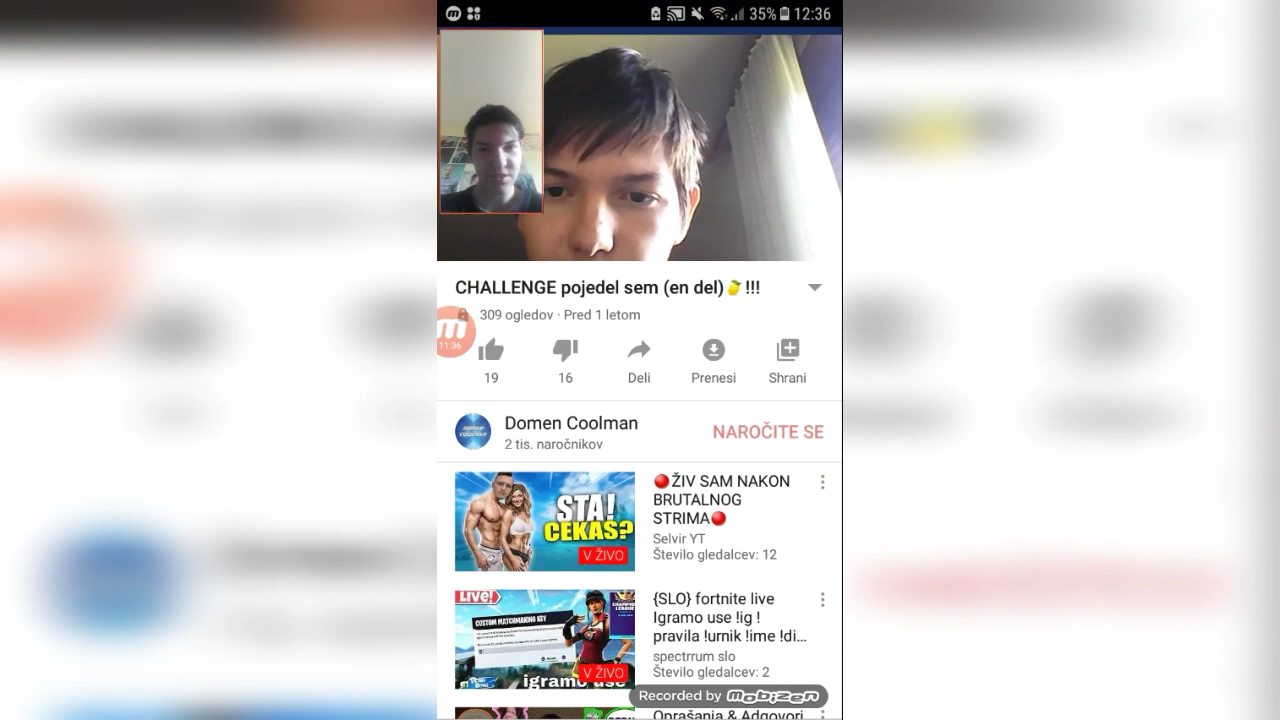 35% 12:36
CHALLENGE pojedel sem (en del)🍋!!!
309 ogledov · Pred 1 letom
m
11:36
19
16
Deli
Prenesi
Shrani
Domen Coolman
2 tis. naročnikov
NAROČITE SE
STA!
CEKAS?
V ŽIVO
🔴ŽIV SAM NAKON
BRUTALNOG
STRIMA🔴
Selvir YT
Število gledalcev: 12
LIVE!
CUSTOM MATCHMAKING KEY
igramo use
V ŽIVO
{SLO} fortnite live
Igramo use !ig !
pravila !urnik !ime !di...
spectrrum slo
Število gledalcev: 2
Recorded by mobizen
Oprašanja & Adgovori